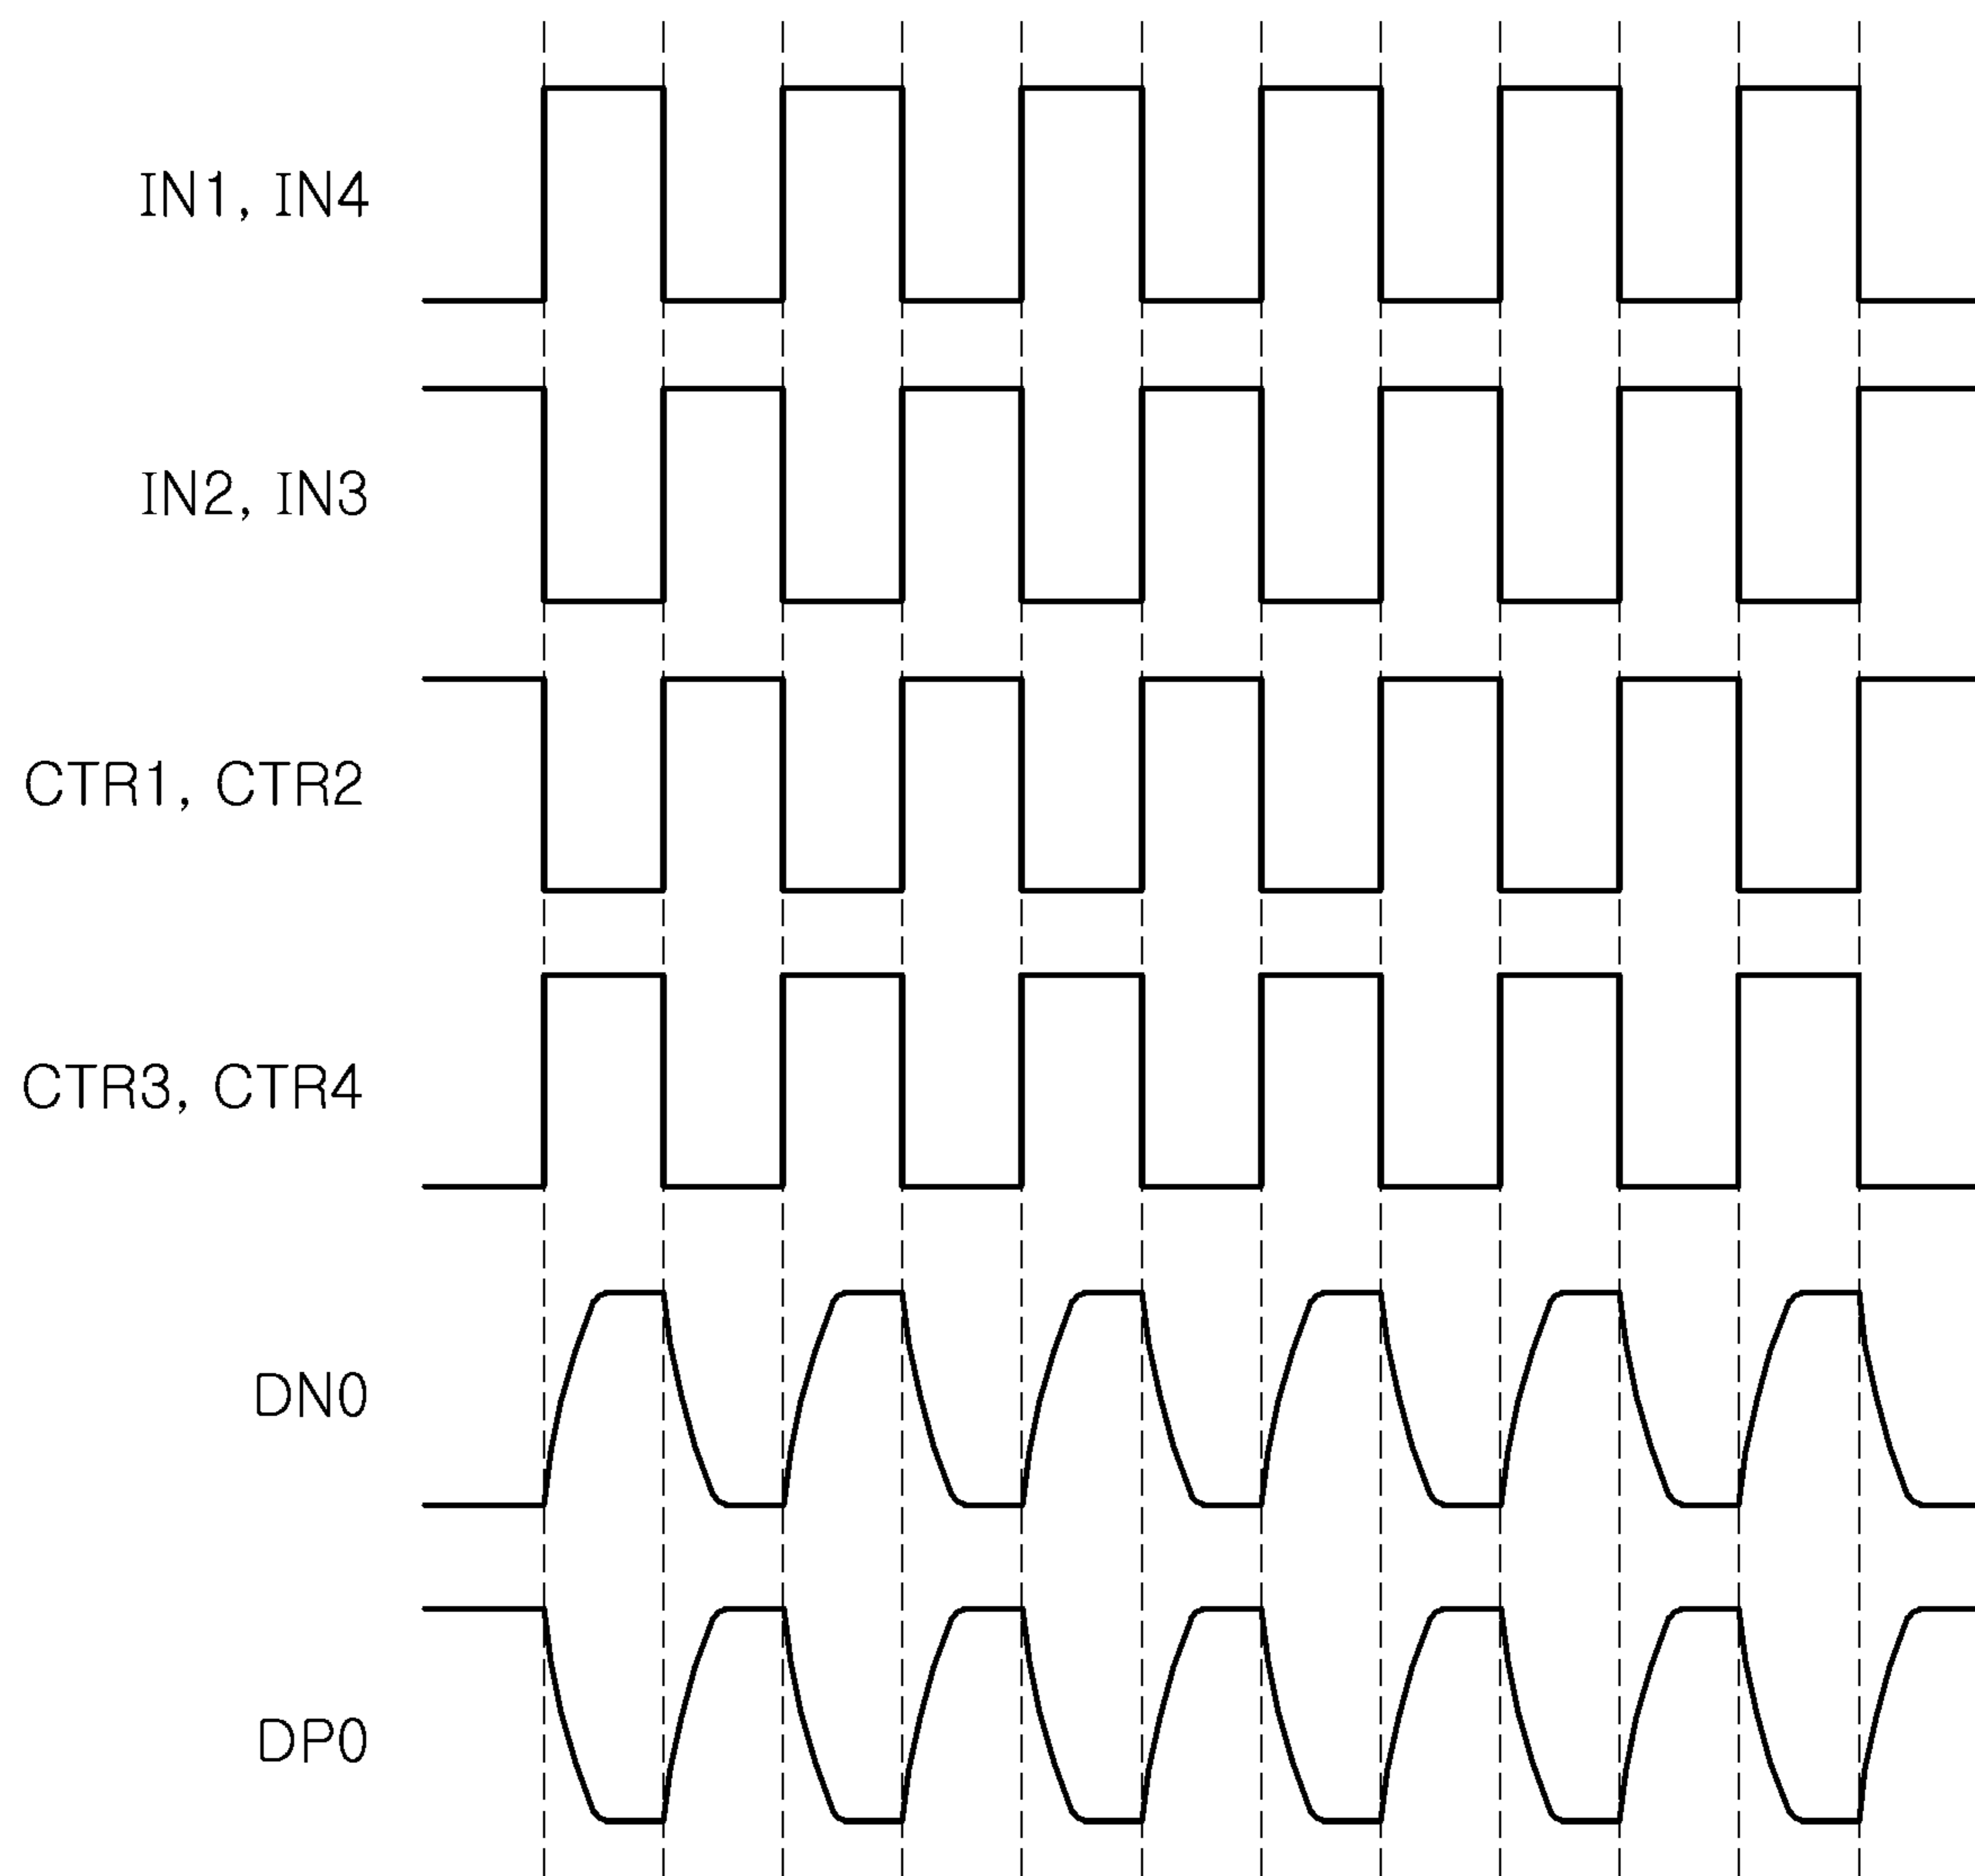 IN1, IN4
IN2, IN3
CTR1, CTR2
CTR3, CTR4
DN0
DP0